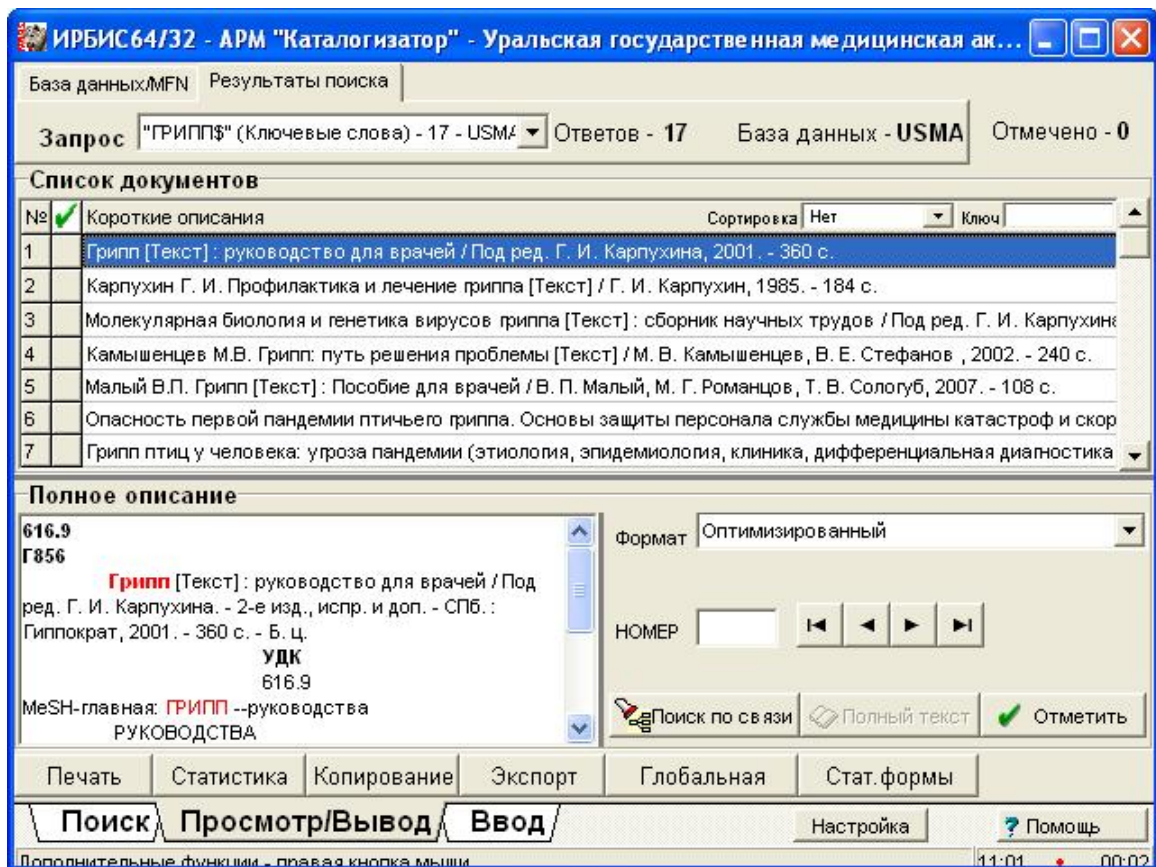 ИРБИС64/32 - АРМ "Каталогизатор" - Уральская государственная медицинская ак...
База данных/MFN Результаты поиска
Запрос "ГРИПП$" (Ключевые слова) - 17 - USMA Ответов - 17 База данных - USMA Отмечено - 0
Список документов
№ Короткие описания Сортировка Нет Ключ
1 Грипп [Текст] : руководство для врачей / Под ред. Г. И. Карпухина, 2001. - 360 с.
2 Карпухин Г. И. Профилактика и лечение гриппа [Текст] / Г. И. Карпухин, 1985. - 184 с.
3 Молекулярная биология и генетика вирусов гриппа [Текст] : сборник научных трудов / Под ред. Г. И. Карпухина
4 Камышенцев М.В. Грипп: путь решения проблемы [Текст] / М. В. Камышенцев, В. Е. Стефанов , 2002. - 240 с.
5 Малый В.П. Грипп [Текст] : Пособие для врачей / В. П. Малый, М. Г. Романцов, Т. В. Сологуб, 2007. - 108 с.
6 Опасность первой пандемии птичьего гриппа. Основы защиты персонала службы медицины катастроф и скор
7 Грипп птиц у человека: угроза пандемии (этиология, эпидемиология, клиника, дифференциальная диагностика
Полное описание
616.9
Г856
Грипп [Текст] : руководство для врачей / Под
ред. Г. И. Карпухина. - 2-е изд., испр. и доп. - СПб. :
Гиппократ, 2001. - 360 с. - Б. ц.
УДК
616.9
MeSH-главная: ГРИПП --руководства
РУКОВОДСТВА
Формат Оптимизированный
НОМЕР
Поиск по связи Полный текст Отметить
Печать Статистика Копирование Экспорт Глобальная Стат.формы
Поиск Просмотр/Вывод Ввод Настройка ? Помощь
Дополнительные функции - правая кнопка мыши 11:01 00:02